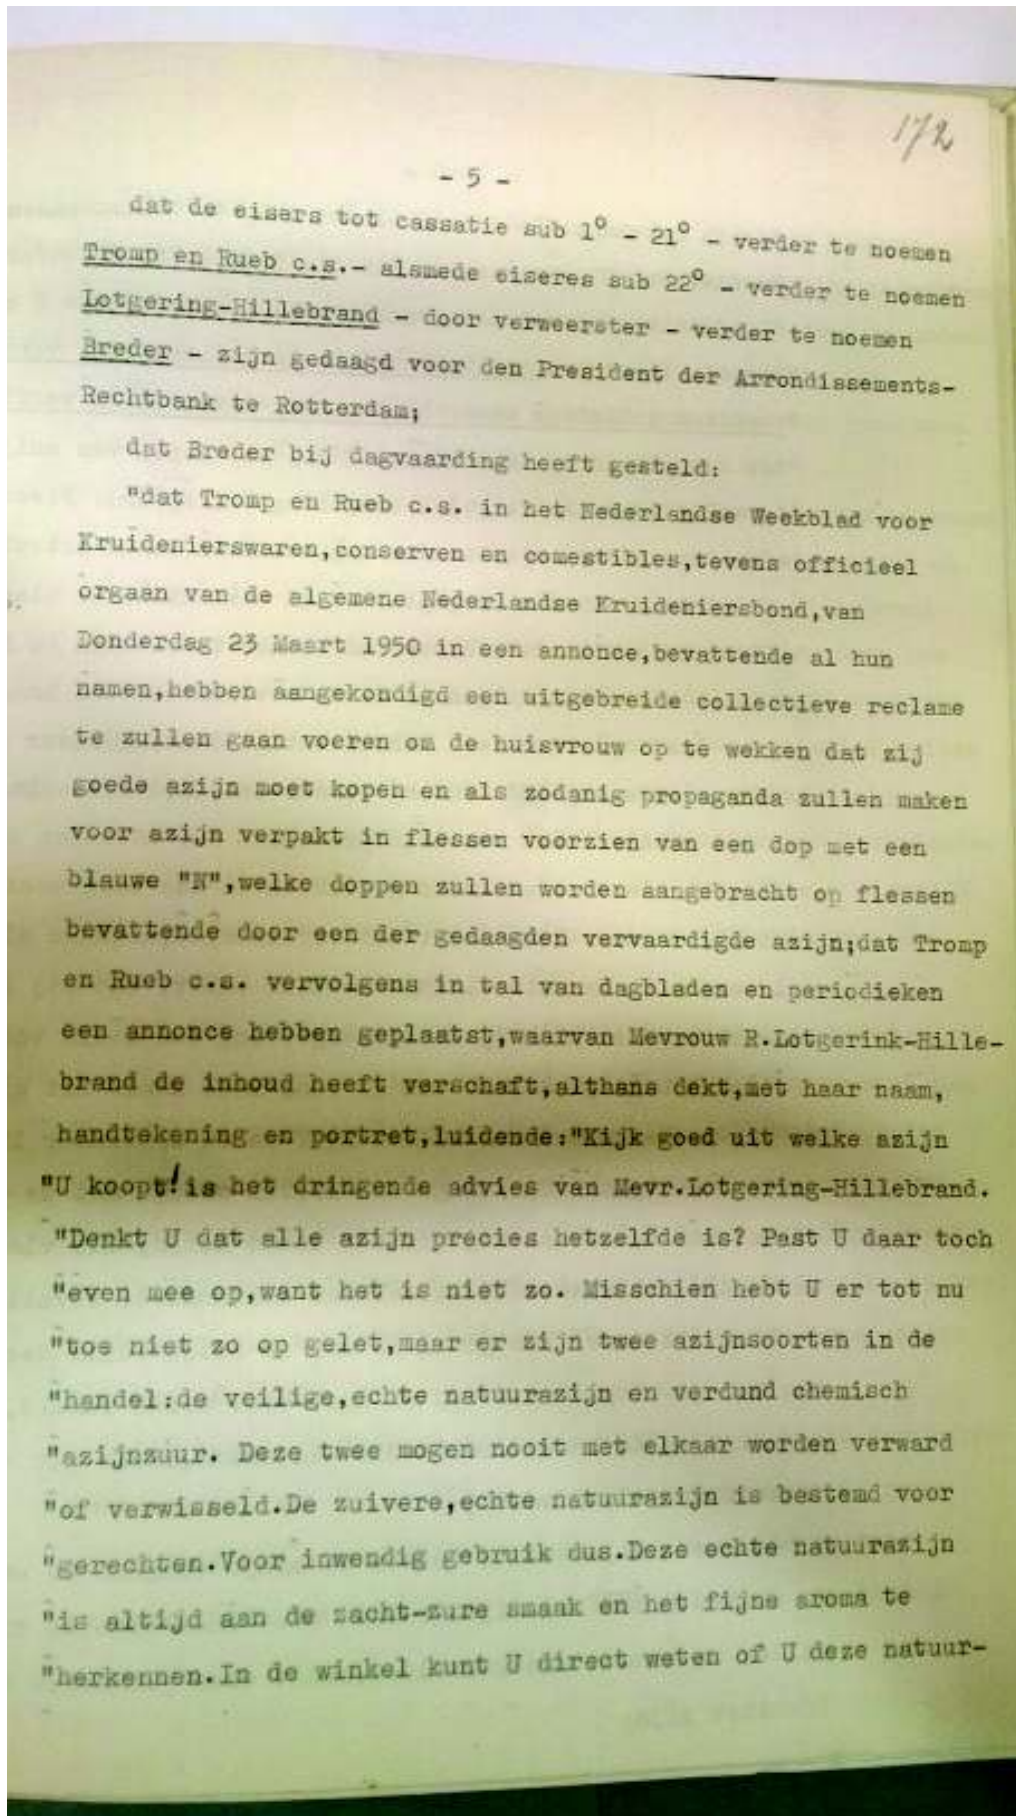 172
- 5 -
dat de eisers tot cassatie sub 1° - 21° - verder te noemen
Tromp en Rueb c.s.- alsmede eiseres sub 22° - verder te noemen
Lotgering-Hillebrand - door verweerster - verder te noemen
Breder - zijn gedaagd voor den President der Arrondissements-
Rechtbank te Rotterdam;
dat Breder bij dagvaarding heeft gesteld:
"dat Tromp en Rueb c.s. in het Nederlandse Weekblad voor
Kruidenierswaren,conserven en comestibles,tevens officieel
orgaan van de algemene Nederlandse Kruideniersbond,van
Donderdag 23 Maart 1950 in een annonce,bevattende al hun
namen,hebben aangekondigd een uitgebreide collectieve reclame
te zullen gaan voeren om de huisvrouw op te wekken dat zij
goede azijn moet kopen en als zodanig propaganda zullen maken
voor azijn verpakt in flessen voorzien van een dop met een
blauwe "N",welke doppen zullen worden aangebracht op flessen
bevattende door een der gedaagden vervaardigde azijn;dat Tromp
en Rueb c.s. vervolgens in tal van dagbladen en periodieken
een annonce hebben geplaatst,waarvan Mevrouw R.Lotgerink-Hille-
brand de inhoud heeft verschaft,althans dekt,met haar naam,
handtekening en portret,luidende:"Kijk goed uit welke azijn
"U koopt! is het dringende advies van Mevr.Lotgering-Hillebrand.
"Denkt U dat alle azijn precies hetzelfde is? Past U daar toch
"even mee op,want het is niet zo. Misschien hebt U er tot nu
"toe niet zo op gelet,maar er zijn twee azijnsoorten in de
"handel:de veilige,echte natuurazijn en verdund chemisch
"azijnzuur. Deze twee mogen nooit met elkaar worden verward
"of verwisseld.De zuivere,echte natuurazijn is bestemd voor
"gerechten.Voor inwendig gebruik dus.Deze echte natuurazijn
"is altijd aan de zacht-zure smaak en het fijne aroma te
"herkennen.In de winkel kunt U direct weten of U deze natuur-